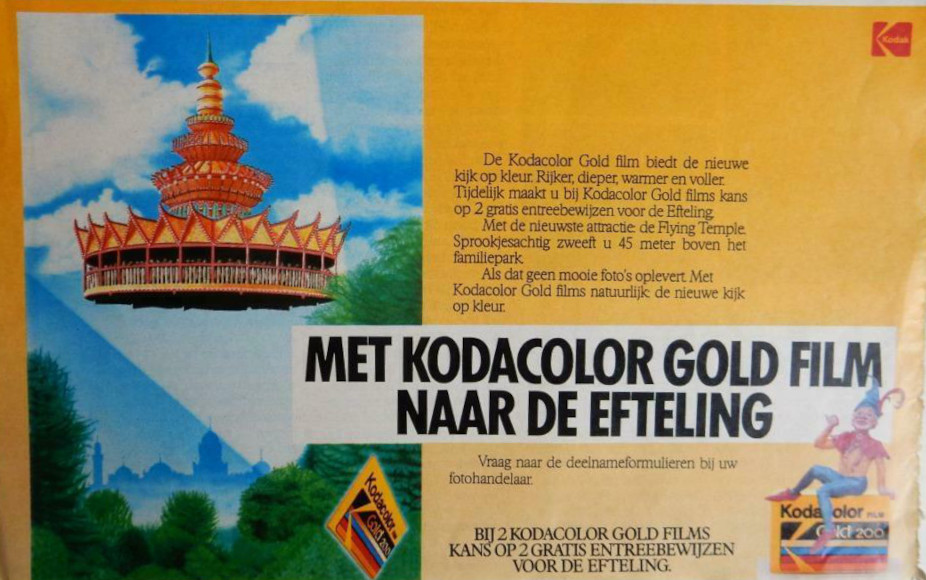 Kodak
De Kodacolor Gold film biedt de nieuwe
kijk op kleur. Rijker, dieper, warmer en voller.
Tijdelijk maakt u bij Kodacolor Gold films kans
op 2 gratis entreebewijzen voor de Efteling.
Met de nieuwste attractie: de Flying Temple.
Sprookjesachtig zweeft u 45 meter boven het
familiepark.
Als dat geen mooie foto's oplevert. Met
Kodacolor Gold films natuurlijk: de nieuwe kijk
op kleur.
MET KODACOLOR GOLD FILM
NAAR DE EFTELING
Vraag naar de deelnameformulieren bij uw
fotohandelaar.
Kodacolor
Gold 200
Kodacolor FILM
Gold 200
BIJ 2 KODACOLOR GOLD FILMS
KANS OP 2 GRATIS ENTREEBEWIJZEN
VOOR DE EFTELING.